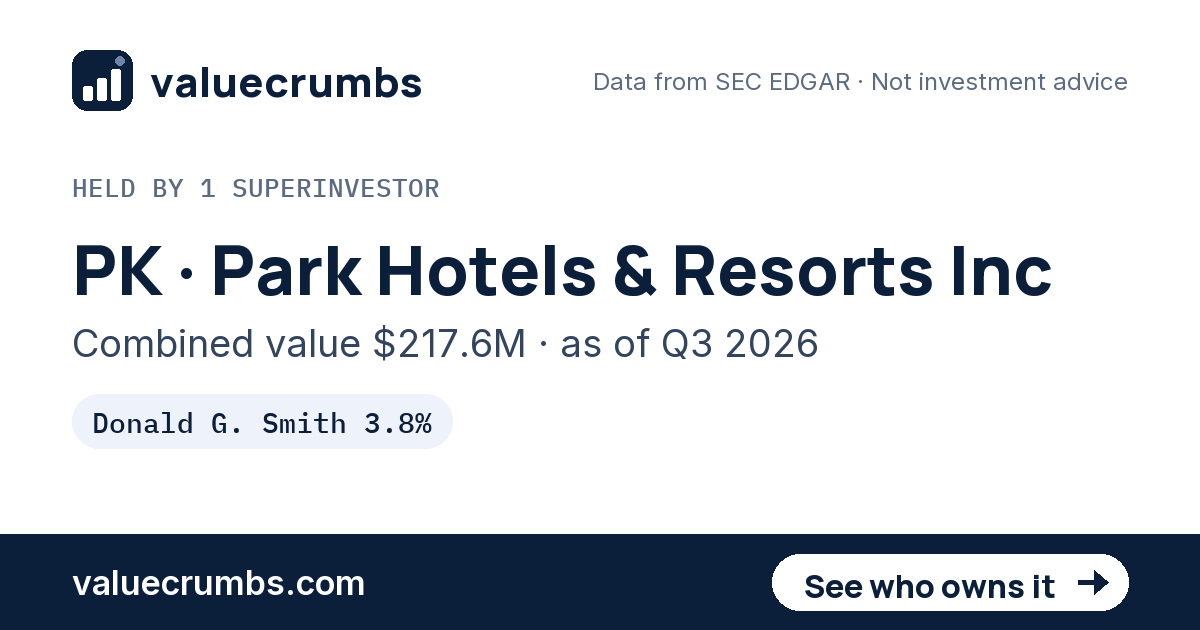 valuecrumbs
Data from SEC EDGAR · Not investment advice
HELD BY 1 SUPERINVESTOR
PK · Park Hotels & Resorts Inc
Combined value $217.6M · as of Q3 2026
Donald G. Smith 3.8%
valuecrumbs.com
See who owns it →